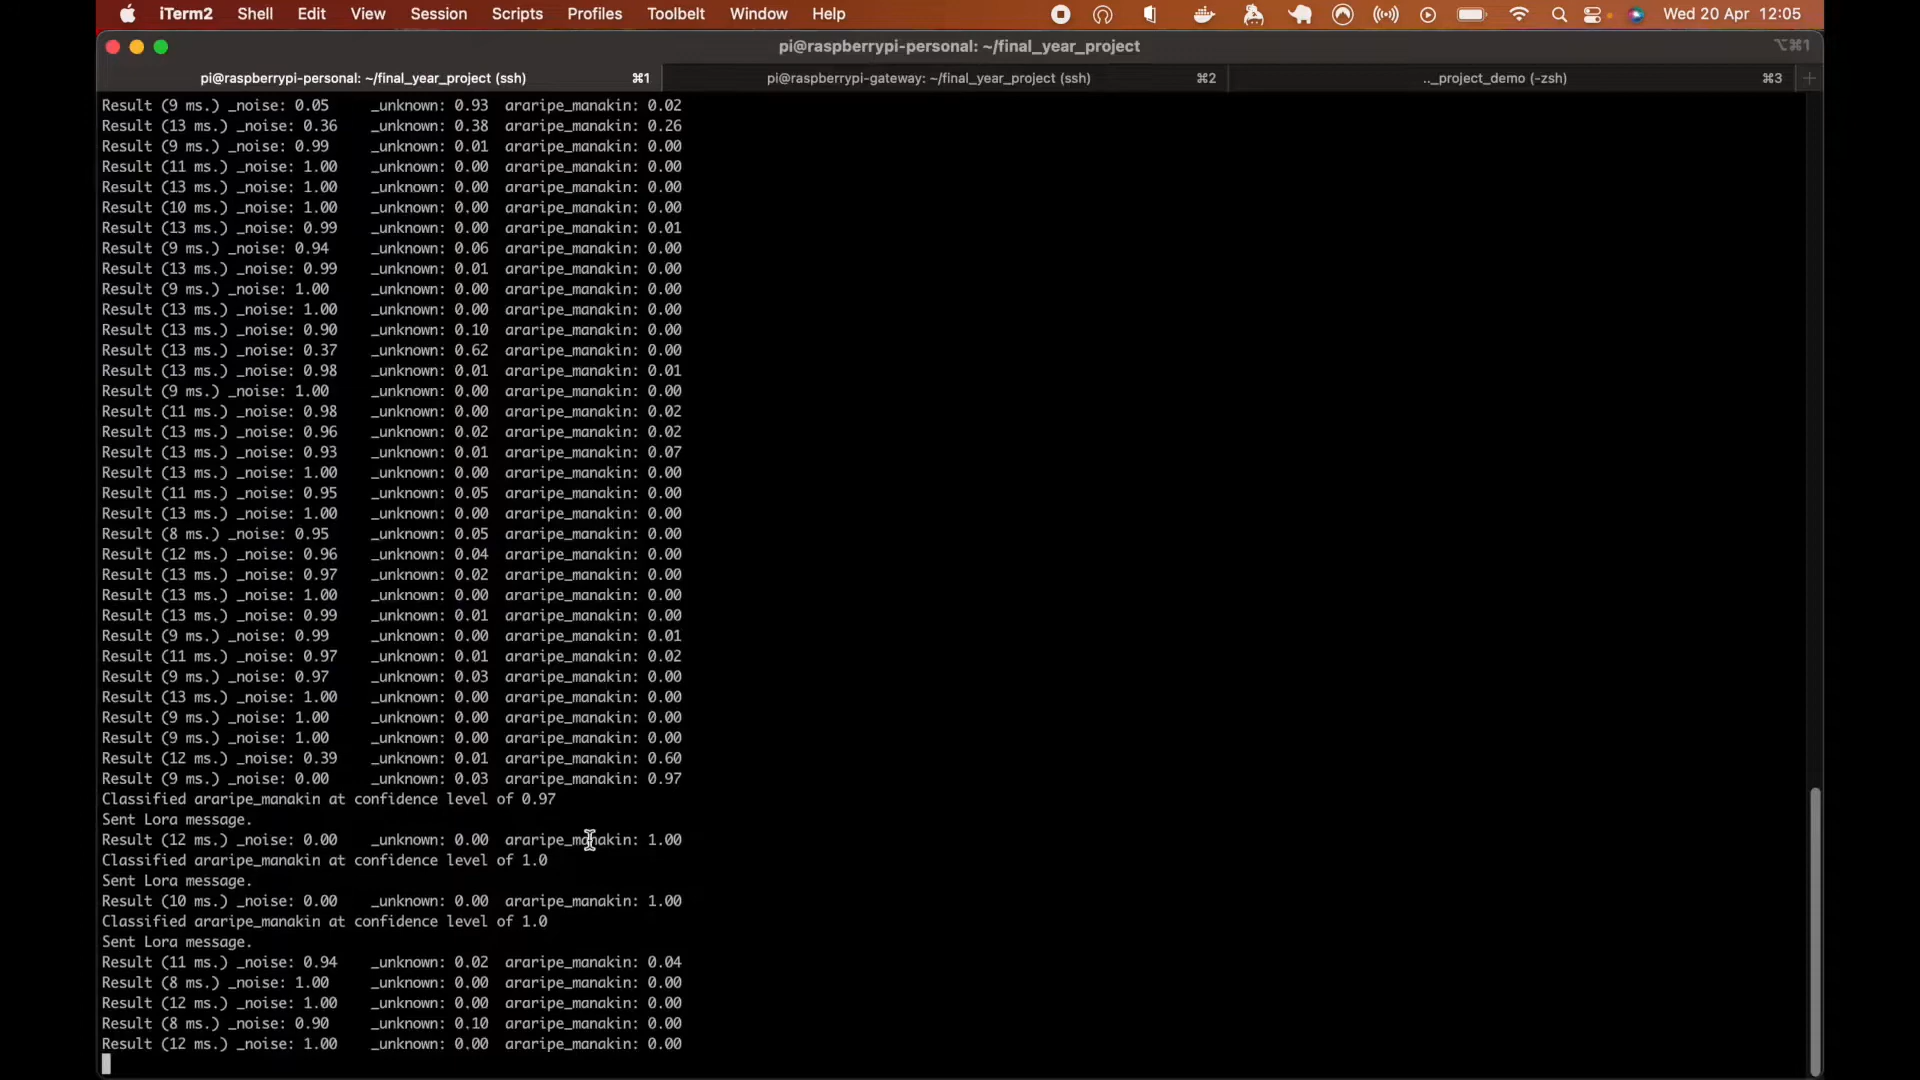 iTerm2 Shell Edit View Session Scripts Profiles Toolbelt Window Help Wed 20 Apr 12:05
pi@raspberrypi-personal: ~/final_year_project ⌥⌘1
pi@raspberrypi-personal: ~/final_year_project (ssh) ⌘1 pi@raspberrypi-gateway: ~/final_year_project (ssh) ⌘2 .._project_demo (-zsh) ⌘3
Result (9 ms.) _noise: 0.05 _unknown: 0.93 araripe_manakin: 0.02
Result (13 ms.) _noise: 0.36 _unknown: 0.38 araripe_manakin: 0.26
Result (9 ms.) _noise: 0.99 _unknown: 0.01 araripe_manakin: 0.00
Result (11 ms.) _noise: 1.00 _unknown: 0.00 araripe_manakin: 0.00
Result (13 ms.) _noise: 1.00 _unknown: 0.00 araripe_manakin: 0.00
Result (10 ms.) _noise: 1.00 _unknown: 0.00 araripe_manakin: 0.00
Result (13 ms.) _noise: 0.99 _unknown: 0.00 araripe_manakin: 0.01
Result (9 ms.) _noise: 0.94 _unknown: 0.06 araripe_manakin: 0.00
Result (13 ms.) _noise: 0.99 _unknown: 0.01 araripe_manakin: 0.00
Result (9 ms.) _noise: 1.00 _unknown: 0.00 araripe_manakin: 0.00
Result (13 ms.) _noise: 1.00 _unknown: 0.00 araripe_manakin: 0.00
Result (13 ms.) _noise: 0.90 _unknown: 0.10 araripe_manakin: 0.00
Result (13 ms.) _noise: 0.37 _unknown: 0.62 araripe_manakin: 0.00
Result (13 ms.) _noise: 0.98 _unknown: 0.01 araripe_manakin: 0.01
Result (9 ms.) _noise: 1.00 _unknown: 0.00 araripe_manakin: 0.00
Result (11 ms.) _noise: 0.98 _unknown: 0.00 araripe_manakin: 0.02
Result (13 ms.) _noise: 0.96 _unknown: 0.02 araripe_manakin: 0.02
Result (13 ms.) _noise: 0.93 _unknown: 0.01 araripe_manakin: 0.07
Result (13 ms.) _noise: 1.00 _unknown: 0.00 araripe_manakin: 0.00
Result (11 ms.) _noise: 0.95 _unknown: 0.05 araripe_manakin: 0.00
Result (13 ms.) _noise: 1.00 _unknown: 0.00 araripe_manakin: 0.00
Result (8 ms.) _noise: 0.95 _unknown: 0.05 araripe_manakin: 0.00
Result (12 ms.) _noise: 0.96 _unknown: 0.04 araripe_manakin: 0.00
Result (13 ms.) _noise: 0.97 _unknown: 0.02 araripe_manakin: 0.00
Result (13 ms.) _noise: 1.00 _unknown: 0.00 araripe_manakin: 0.00
Result (13 ms.) _noise: 0.99 _unknown: 0.01 araripe_manakin: 0.00
Result (9 ms.) _noise: 0.99 _unknown: 0.00 araripe_manakin: 0.01
Result (11 ms.) _noise: 0.97 _unknown: 0.01 araripe_manakin: 0.02
Result (9 ms.) _noise: 0.97 _unknown: 0.03 araripe_manakin: 0.00
Result (13 ms.) _noise: 1.00 _unknown: 0.00 araripe_manakin: 0.00
Result (9 ms.) _noise: 1.00 _unknown: 0.00 araripe_manakin: 0.00
Result (9 ms.) _noise: 1.00 _unknown: 0.00 araripe_manakin: 0.00
Result (12 ms.) _noise: 0.39 _unknown: 0.01 araripe_manakin: 0.60
Result (9 ms.) _noise: 0.00 _unknown: 0.03 araripe_manakin: 0.97
Classified araripe_manakin at confidence level of 0.97
Sent Lora message.
Result (12 ms.) _noise: 0.00 _unknown: 0.00 araripe_manakin: 1.00
Classified araripe_manakin at confidence level of 1.0
Sent Lora message.
Result (10 ms.) _noise: 0.00 _unknown: 0.00 araripe_manakin: 1.00
Classified araripe_manakin at confidence level of 1.0
Sent Lora message.
Result (11 ms.) _noise: 0.94 _unknown: 0.02 araripe_manakin: 0.04
Result (8 ms.) _noise: 1.00 _unknown: 0.00 araripe_manakin: 0.00
Result (12 ms.) _noise: 1.00 _unknown: 0.00 araripe_manakin: 0.00
Result (8 ms.) _noise: 0.90 _unknown: 0.10 araripe_manakin: 0.00
Result (12 ms.) _noise: 1.00 _unknown: 0.00 araripe_manakin: 0.00